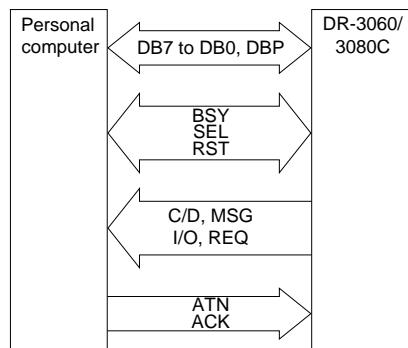 Personal
computer
DR-3060/
3080C
DB7 to DB0, DBP
BSY
SEL
RST
C/D, MSG
I/O, REQ
ATN
ACK